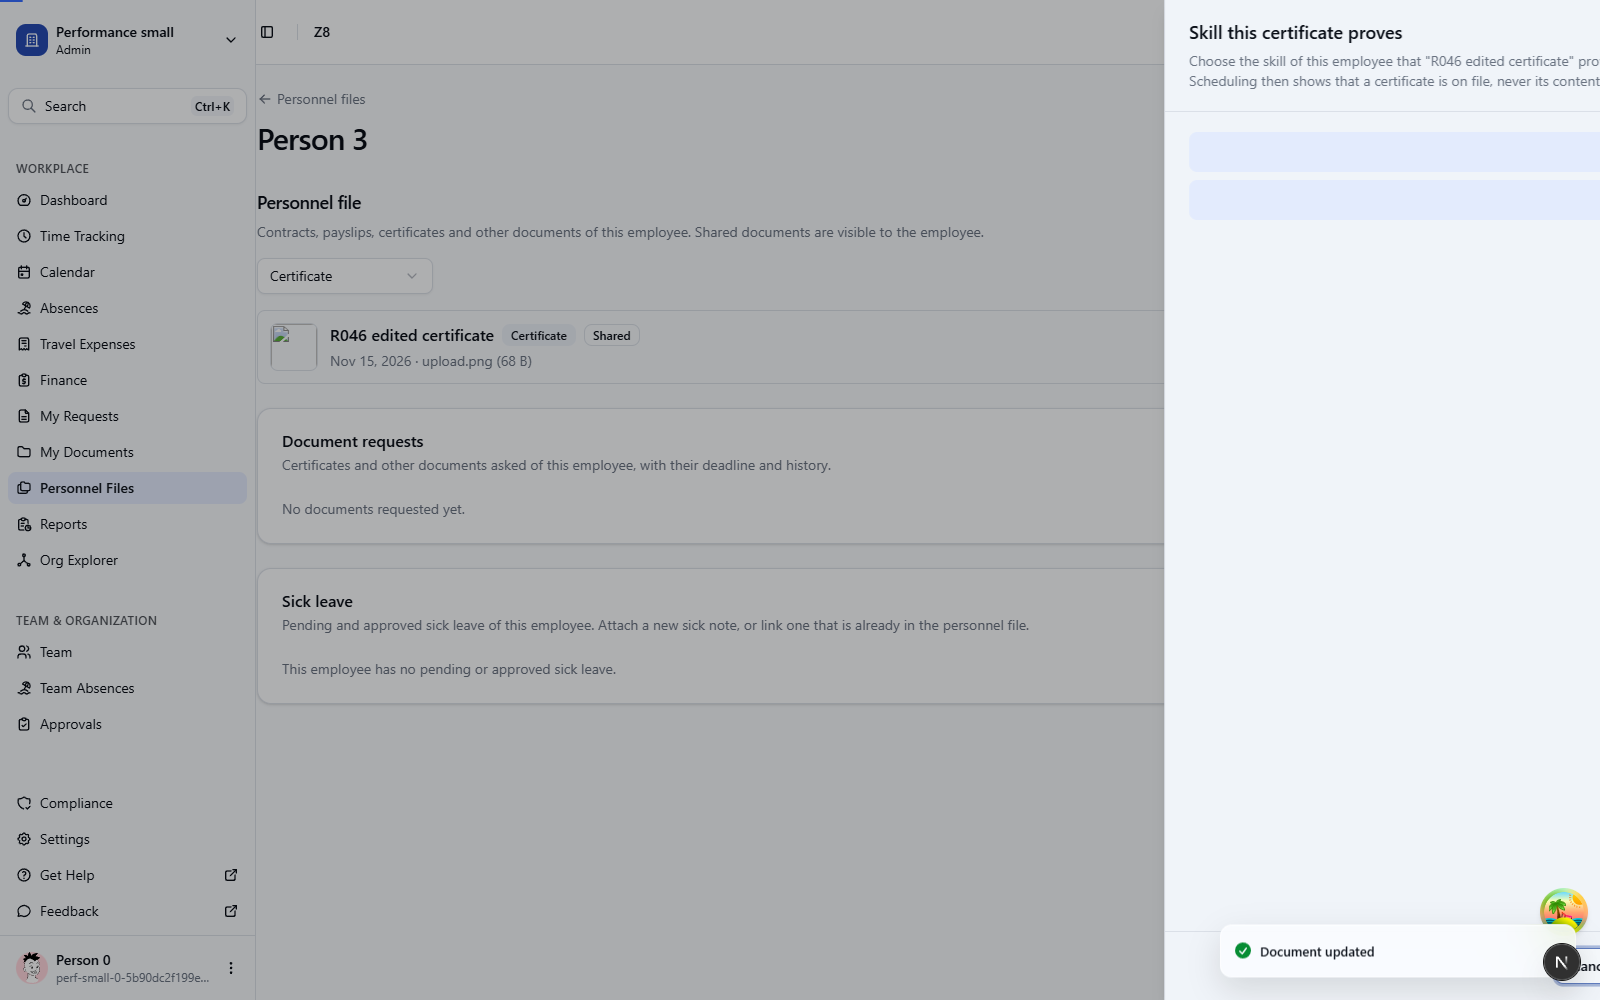 Performance small
Admin
Search
Ctrl+K
WORKPLACE
Dashboard
Time Tracking
Calendar
Absences
Travel Expenses
Finance
My Requests
My Documents
Personnel Files
Reports
Org Explorer
TEAM & ORGANIZATION
Team
Team Absences
Approvals
Compliance
Settings
Get Help
Feedback
Person 0
perf-small-0-5b90dc2f199e...
Z8
Personnel files
Person 3
Personnel file
Contracts, payslips, certificates and other documents of this employee. Shared documents are visible to the employee.
Certificate
R046 edited certificate
Certificate
Shared
Nov 15, 2026 · upload.png (68 B)
Document requests
Certificates and other documents asked of this employee, with their deadline and history.
No documents requested yet.
Sick leave
Pending and approved sick leave of this employee. Attach a new sick note, or link one that is already in the personnel file.
This employee has no pending or approved sick leave.
Skill this certificate proves
Choose the skill of this employee that "R046 edited certificate"
Scheduling then shows that a certificate is on file, never its content
Document updated
N